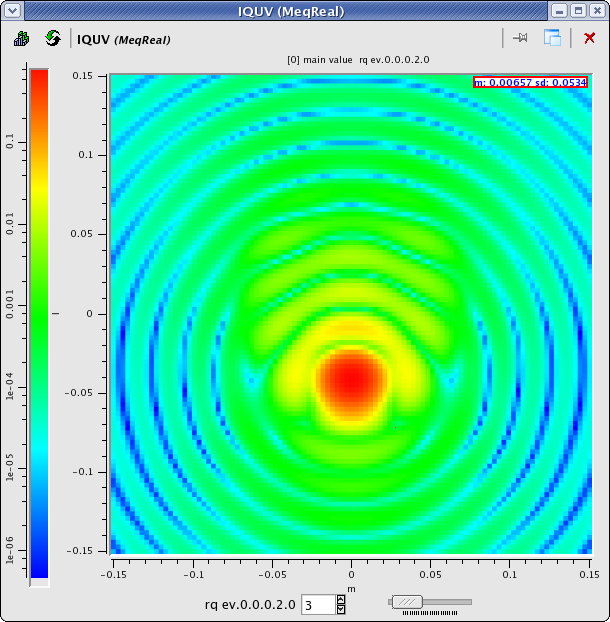 IQUV (MeqReal)
IQUV (MeqReal)
[0] main value rq ev.0.0.0.2.0
m: 0.00657 sd: 0.0534
0.1
0.01
0.001
1e-04
1e-05
1e-06
0.15
0.1
0.05
0
-0.05
-0.1
-0.15
-0.15
-0.1
-0.05
0
0.05
0.1
0.15
m
rq ev.0.0.0.2.0 3